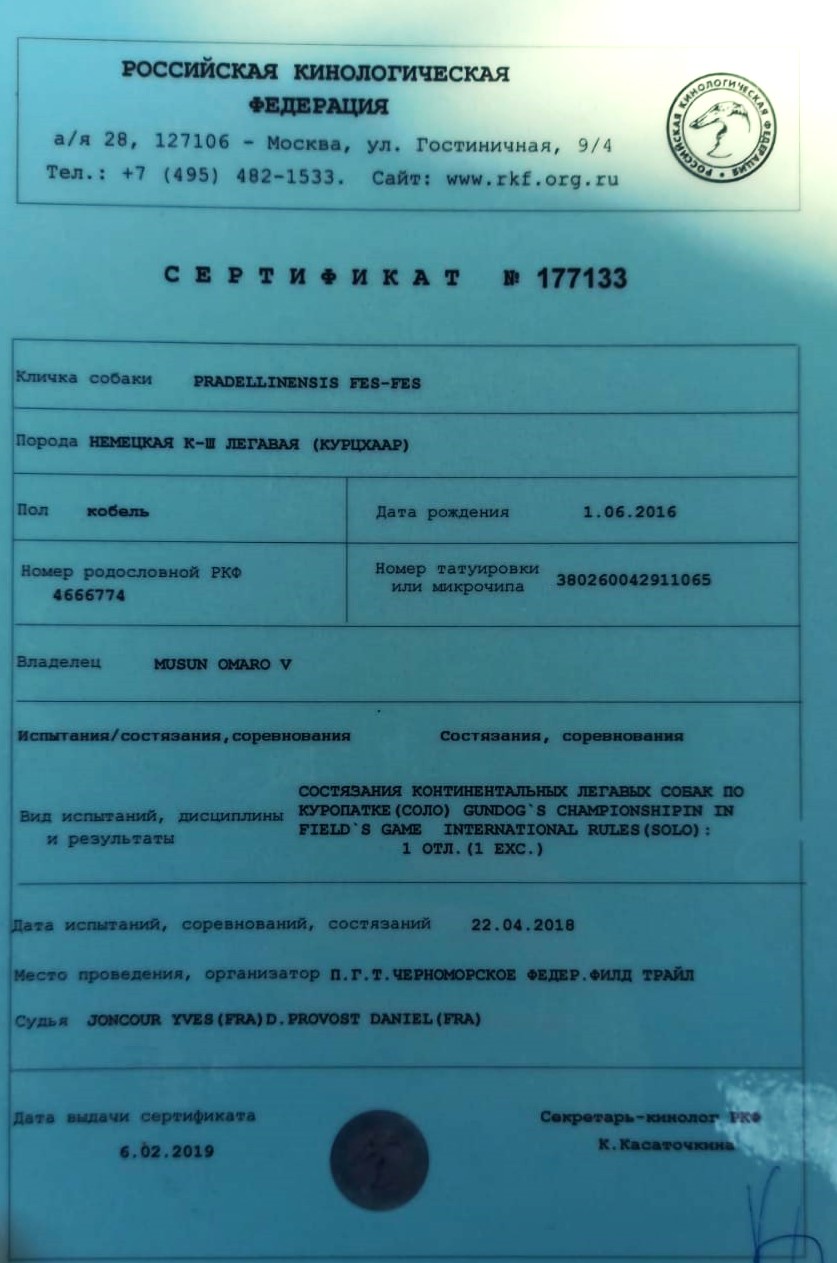 РОССИЙСКАЯ КИНОЛОГИЧЕСКАЯ
ФЕДЕРАЦИЯ
а/я 28, 127106 - Москва, ул. Гостиничная, 9/4
Тел.: +7 (495) 482-1533. Сайт: www.rkf.org.ru
РОССИЙСКАЯ КИНОЛОГИЧЕСКАЯ ФЕДЕРАЦИЯ
СЕРТИФИКАТ № 177133
Кличка собаки PRADELLINENSIS FES-FES
Порода НЕМЕЦКАЯ К-Ш ЛЕГАВАЯ (КУРЦХААР)
Пол кобель Дата рождения 1.06.2016
Номер родословной РКФ
4666774
Номер татуировки
или микрочипа 380260042911065
Владелец MUSUN OMARO V
Испытания/состязания,соревнования Состязания, соревнования
Вид испытаний, дисциплины
и результаты
СОСТЯЗАНИЯ КОНТИНЕНТАЛЬНЫХ ЛЕГАВЫХ СОБАК ПО
КУРОПАТКЕ(СОЛО) GUNDOG`S CHAMPIONSHIPIN IN
FIELD`S GAME INTERNATIONAL RULES(SOLO):
1 ОТЛ.(1 EXC.)
Дата испытаний, соревнований, состязаний 22.04.2018
Место проведения, организатор П.Г.Т.ЧЕРНОМОРСКОЕ ФЕДЕР.ФИЛД ТРАЙЛ
Судья JONCOUR YVES(FRA)D.PROVOST DANIEL(FRA)
Дата выдачи сертификата
6.02.2019
Секретарь-кинолог РКФ
К.Касаточкина